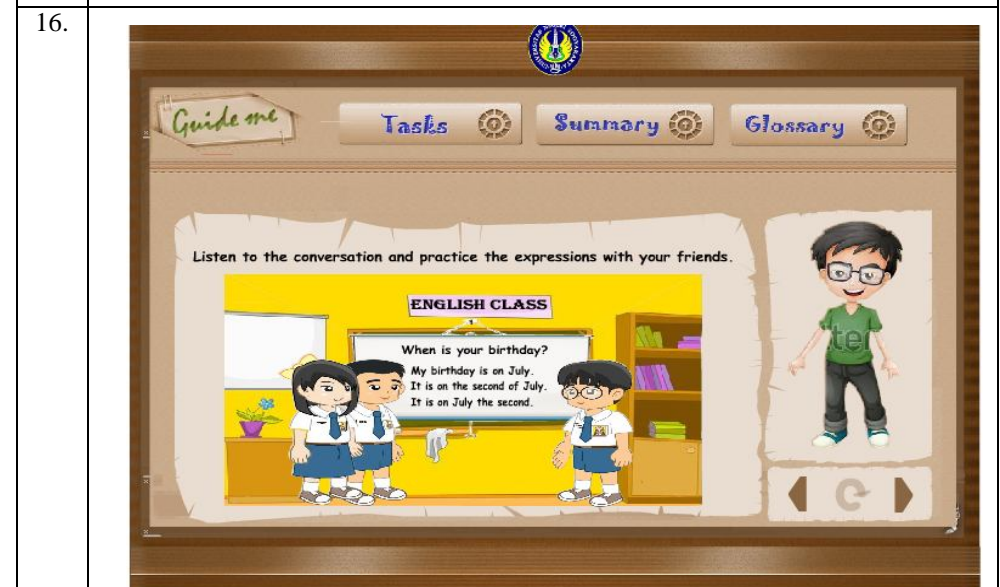 16.
Guide me
Tasks
Summary
Glossary
Listen to the conversation and practice the expressions with your friends.
ENGLISH CLASS
When is your birthday?
My birthday is on July.
It is on the second of July.
It is on July the second.